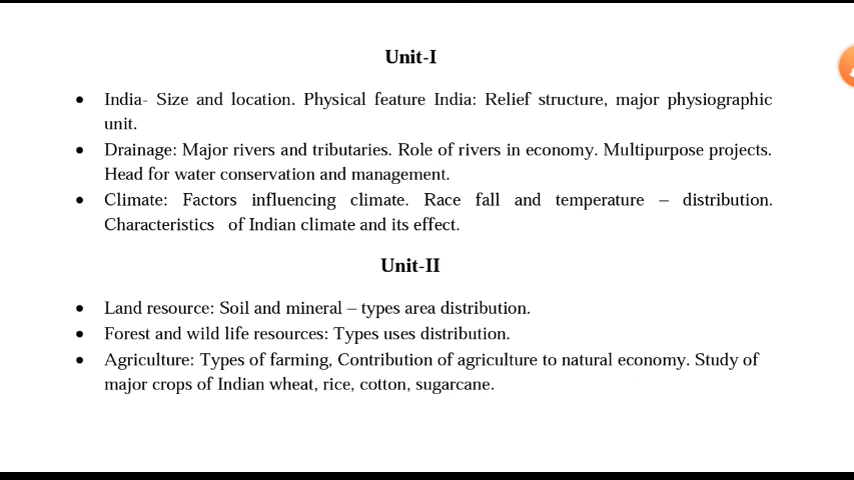 Unit-I
• India- Size and location. Physical feature India: Relief structure, major physiographic
unit.
• Drainage: Major rivers and tributaries. Role of rivers in economy. Multipurpose projects.
Head for water conservation and management.
• Climate: Factors influencing climate. Race fall and temperature – distribution.
Characteristics of Indian climate and its effect.
Unit-II
• Land resource: Soil and mineral – types area distribution.
• Forest and wild life resources: Types uses distribution.
• Agriculture: Types of farming, Contribution of agriculture to natural economy. Study of
major crops of Indian wheat, rice, cotton, sugarcane.